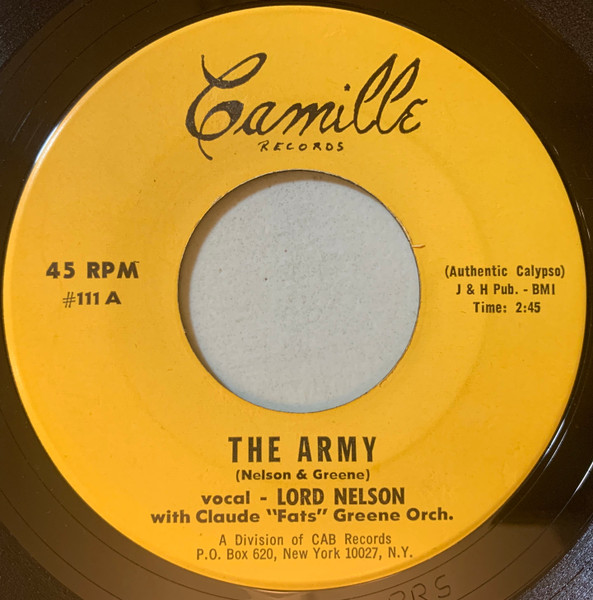 Camille
RECORDS
45 RPM
#111 A
(Authentic Calypso)
J & H Pub. - BMI
Time: 2:45
THE ARMY
(Nelson & Greene)
vocal - LORD NELSON
with Claude "Fats" Greene Orch.
A Division of CAB Records
P.O. Box 620, New York 10027, N.Y.